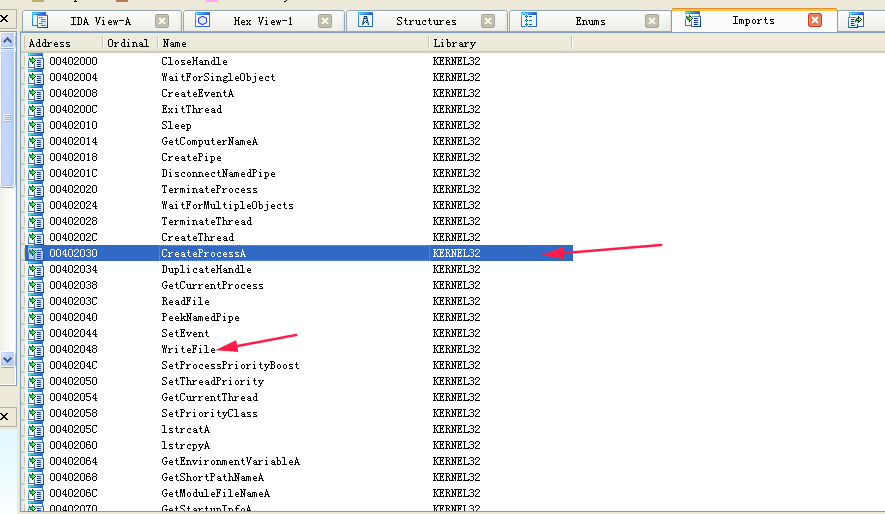 IDA View-A Hex View-1 Structures Enums Imports
Address Ordinal Name Library
00402000 CloseHandle KERNEL32
00402004 WaitForSingleObject KERNEL32
00402008 CreateEventA KERNEL32
0040200C ExitThread KERNEL32
00402010 Sleep KERNEL32
00402014 GetComputerNameA KERNEL32
00402018 CreatePipe KERNEL32
0040201C DisconnectNamedPipe KERNEL32
00402020 TerminateProcess KERNEL32
00402024 WaitForMultipleObjects KERNEL32
00402028 TerminateThread KERNEL32
0040202C CreateThread KERNEL32
00402030 CreateProcessA KERNEL32
00402034 DuplicateHandle KERNEL32
00402038 GetCurrentProcess KERNEL32
0040203C ReadFile KERNEL32
00402040 PeekNamedPipe KERNEL32
00402044 SetEvent KERNEL32
00402048 WriteFile KERNEL32
0040204C SetProcessPriorityBoost KERNEL32
00402050 SetThreadPriority KERNEL32
00402054 GetCurrentThread KERNEL32
00402058 SetPriorityClass KERNEL32
0040205C lstrcatA KERNEL32
00402060 lstrcpyA KERNEL32
00402064 GetEnvironmentVariableA KERNEL32
00402068 GetShortPathNameA KERNEL32
0040206C GetModuleFileNameA KERNEL32
00402070 GetStartupInfoA KERNEL32